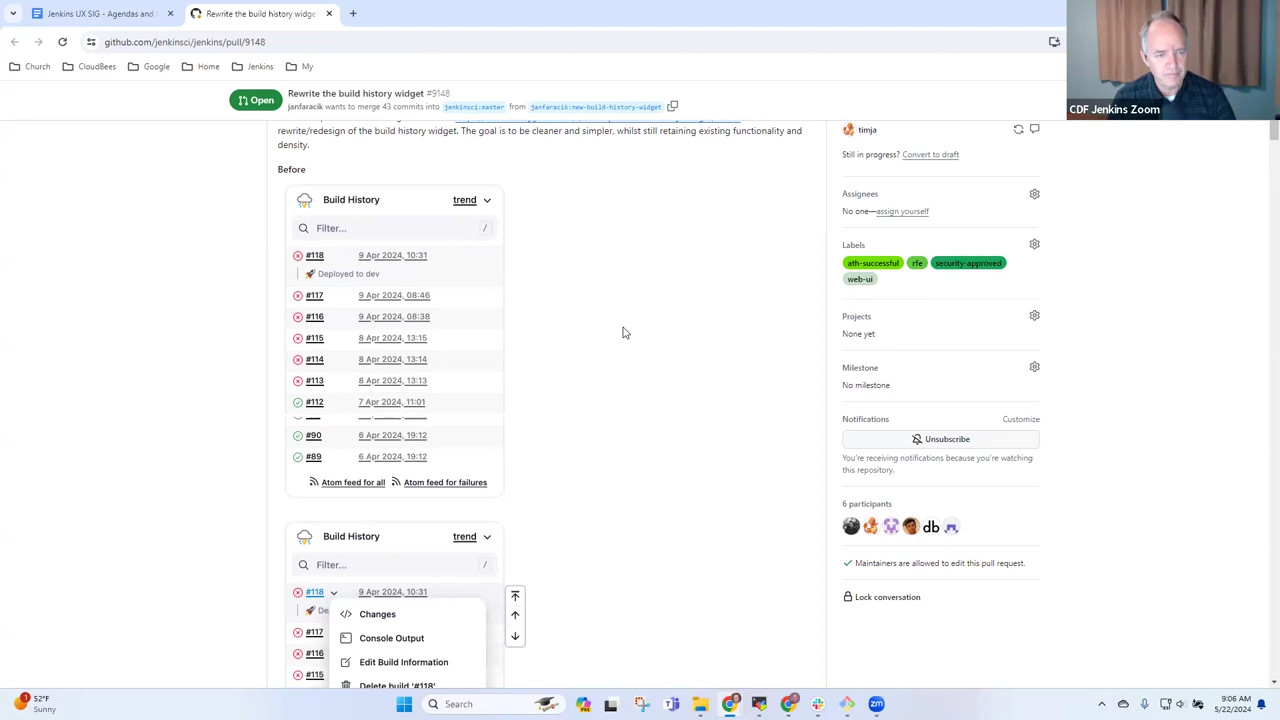 Jenkins UX SIG - Agendas and
Rewrite the build history widge
github.com/jenkinsci/jenkins/pull/9148
Church
CloudBees
Google
Home
Jenkins
My
CDF Jenkins Zoom
Open
Rewrite the build history widget #9148
janfaracik wants to merge 43 commits into jenkinsci:master from janfaracik:new-build-history-widget
rewrite/redesign of the build history widget. The goal is to be cleaner and simpler, whilst still retaining existing functionality and
density.
Before
Build History trend
Filter... /
#118 9 Apr 2024, 10:31
Deployed to dev
#117 9 Apr 2024, 08:46
#116 9 Apr 2024, 08:38
#115 8 Apr 2024, 13:15
#114 8 Apr 2024, 13:14
#113 8 Apr 2024, 13:13
#112 7 Apr 2024, 11:01
#90 6 Apr 2024, 19:12
#89 6 Apr 2024, 19:12
Atom feed for all Atom feed for failures
Build History trend
Filter... /
#118 9 Apr 2024, 10:31
De
#117
#116
#115
Changes
Console Output
Edit Build Information
Delete build '#118'
timja
Still in progress? Convert to draft
Assignees
No one—assign yourself
Labels
ath-successful rfe security-approved
web-ui
Projects
None yet
Milestone
No milestone
Notifications Customize
Unsubscribe
You're receiving notifications because you're watching
this repository.
6 participants
db
Maintainers are allowed to edit this pull request.
Lock conversation
1
52°F
Sunny
Search
zm
9:06 AM
5/22/2024